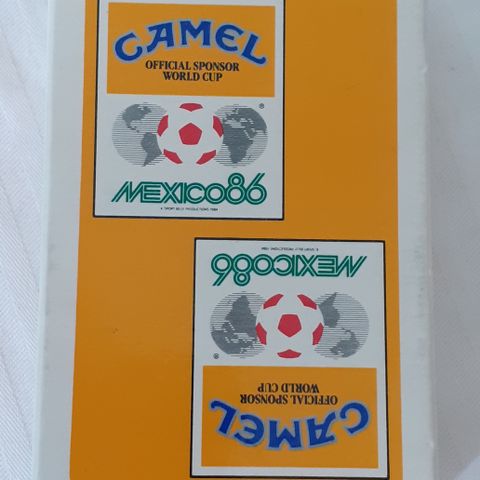 CAMEL
OFFICIAL SPONSOR
WORLD CUP
®
MEXICO86
CAMEL
OFFICIAL SPONSOR
WORLD CUP
®
MEXICO86